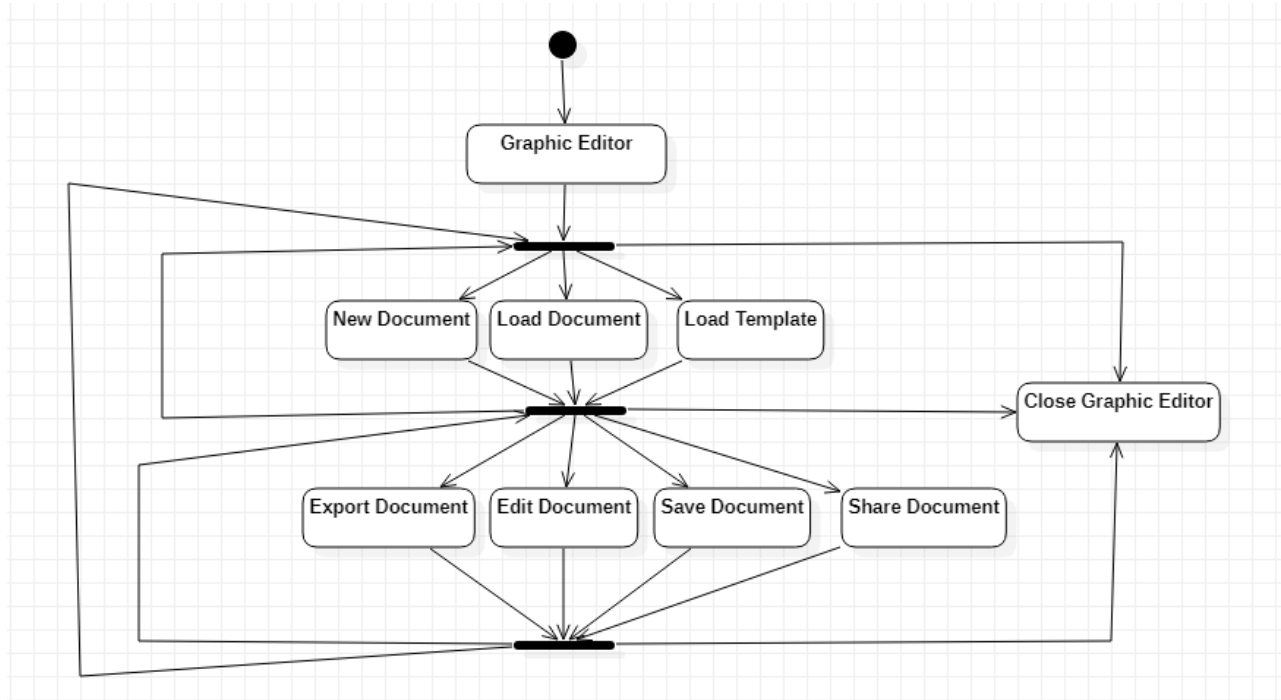 Graphic Editor
New Document
Load Document
Load Template
Close Graphic Editor
Export Document
Edit Document
Save Document
Share Document